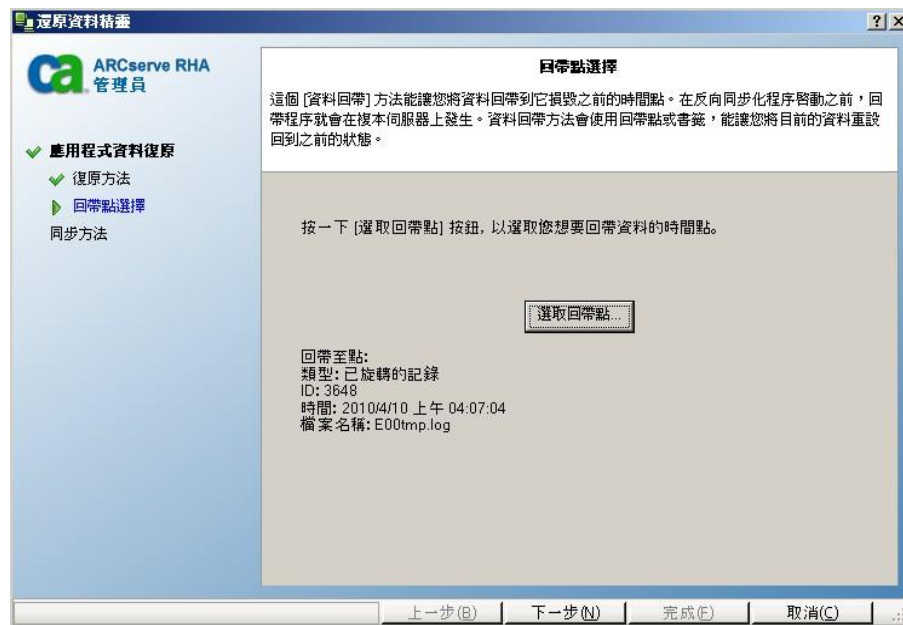 還原資料精靈
ca
ARCserve RHA
管理員
應用程式資料復原
復原方法
回帶點選擇
同步方法
回帶點選擇
這個 [資料回帶] 方法能讓您將資料回帶到它損毀之前的時間點。在反向同步化程序啓動之前，回
帶程序就會在複本伺服器上發生。資料回帶方法會使用回帶點或書籤，能讓您將目前的資料重設
回到之前的狀態。
按一下 [選取回帶點] 按鈕, 以選取您想要回帶資料的時間點。
選取回帶點...
回帶至點:
類型: 已旋轉的記錄
ID: 3648
時間: 2010/4/10 上午 04:07:04
檔案名稱: E00tmp.log
上一步(B)
下一步(N)
完成(F)
取消(C)